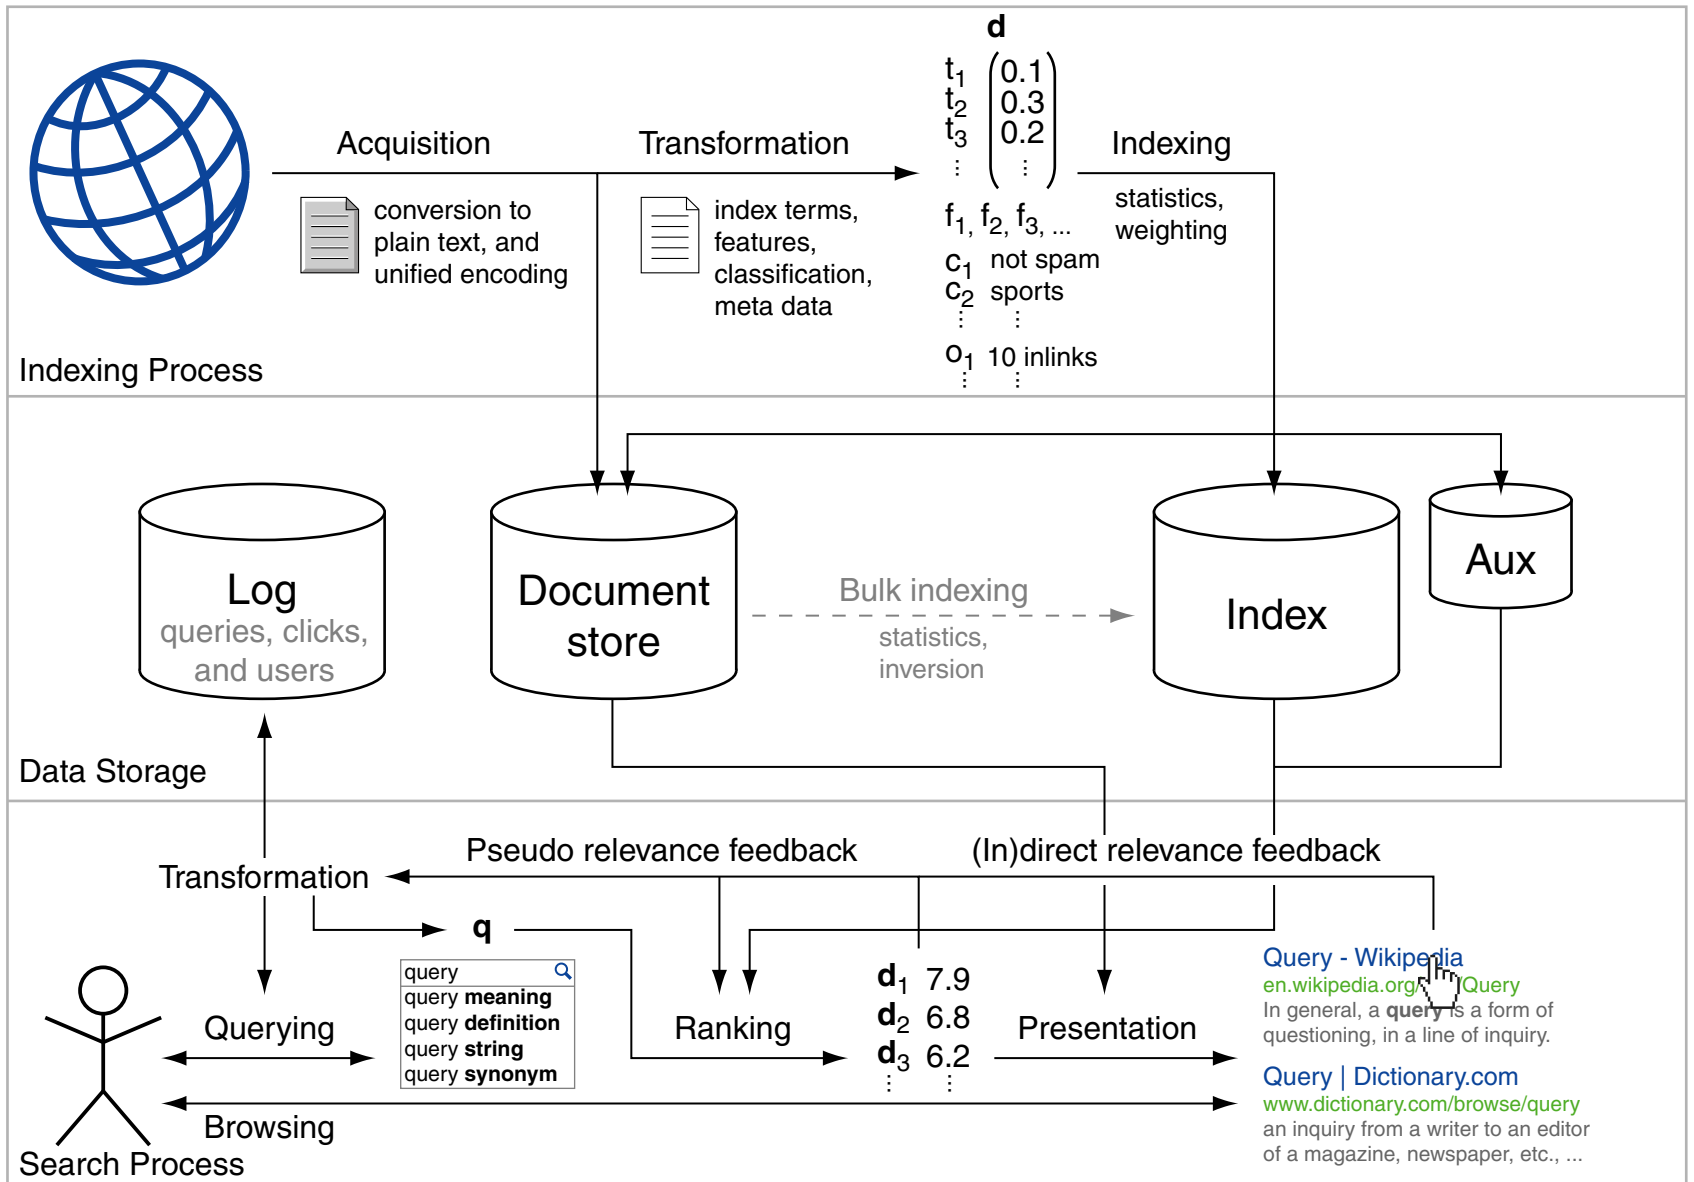 d
t1 0.1
t2 0.3
t3 0.2
⋮ ⋮
Acquisition
conversion to
plain text, and
unified encoding
Transformation
index terms,
features,
classification,
meta data
f1, f2, f3, ...
c1 not spam
c2 sports
⋮ ⋮
o1 10 inlinks
⋮ ⋮
Indexing
statistics,
weighting
Indexing Process
Log
queries, clicks,
and users
Document
store
Bulk indexing
statistics,
inversion
Index
Aux
Data Storage
Pseudo relevance feedback
(In)direct relevance feedback
Transformation
q
query
query meaning
query definition
query string
query synonym
Querying
Ranking
d1 7.9
d2 6.8
d3 6.2
⋮ ⋮
Presentation
Query - Wikipedia
en.wikipedia.org/ /Query
In general, a query is a form of
questioning, in a line of inquiry.
Query | Dictionary.com
www.dictionary.com/browse/query
an inquiry from a writer to an editor
of a magazine, newspaper, etc., ...
Browsing
Search Process